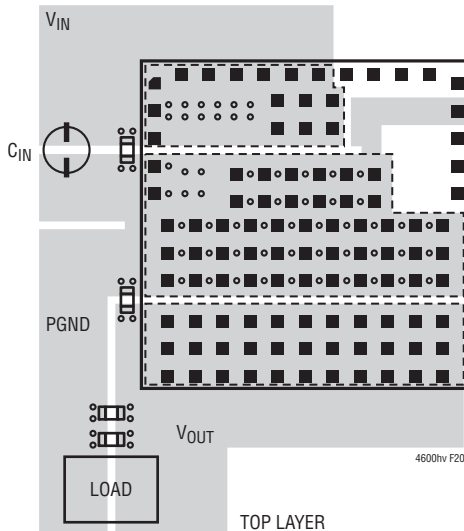 VIN
CIN
PGND
VOUT
4600hv F20
LOAD
TOP LAYER